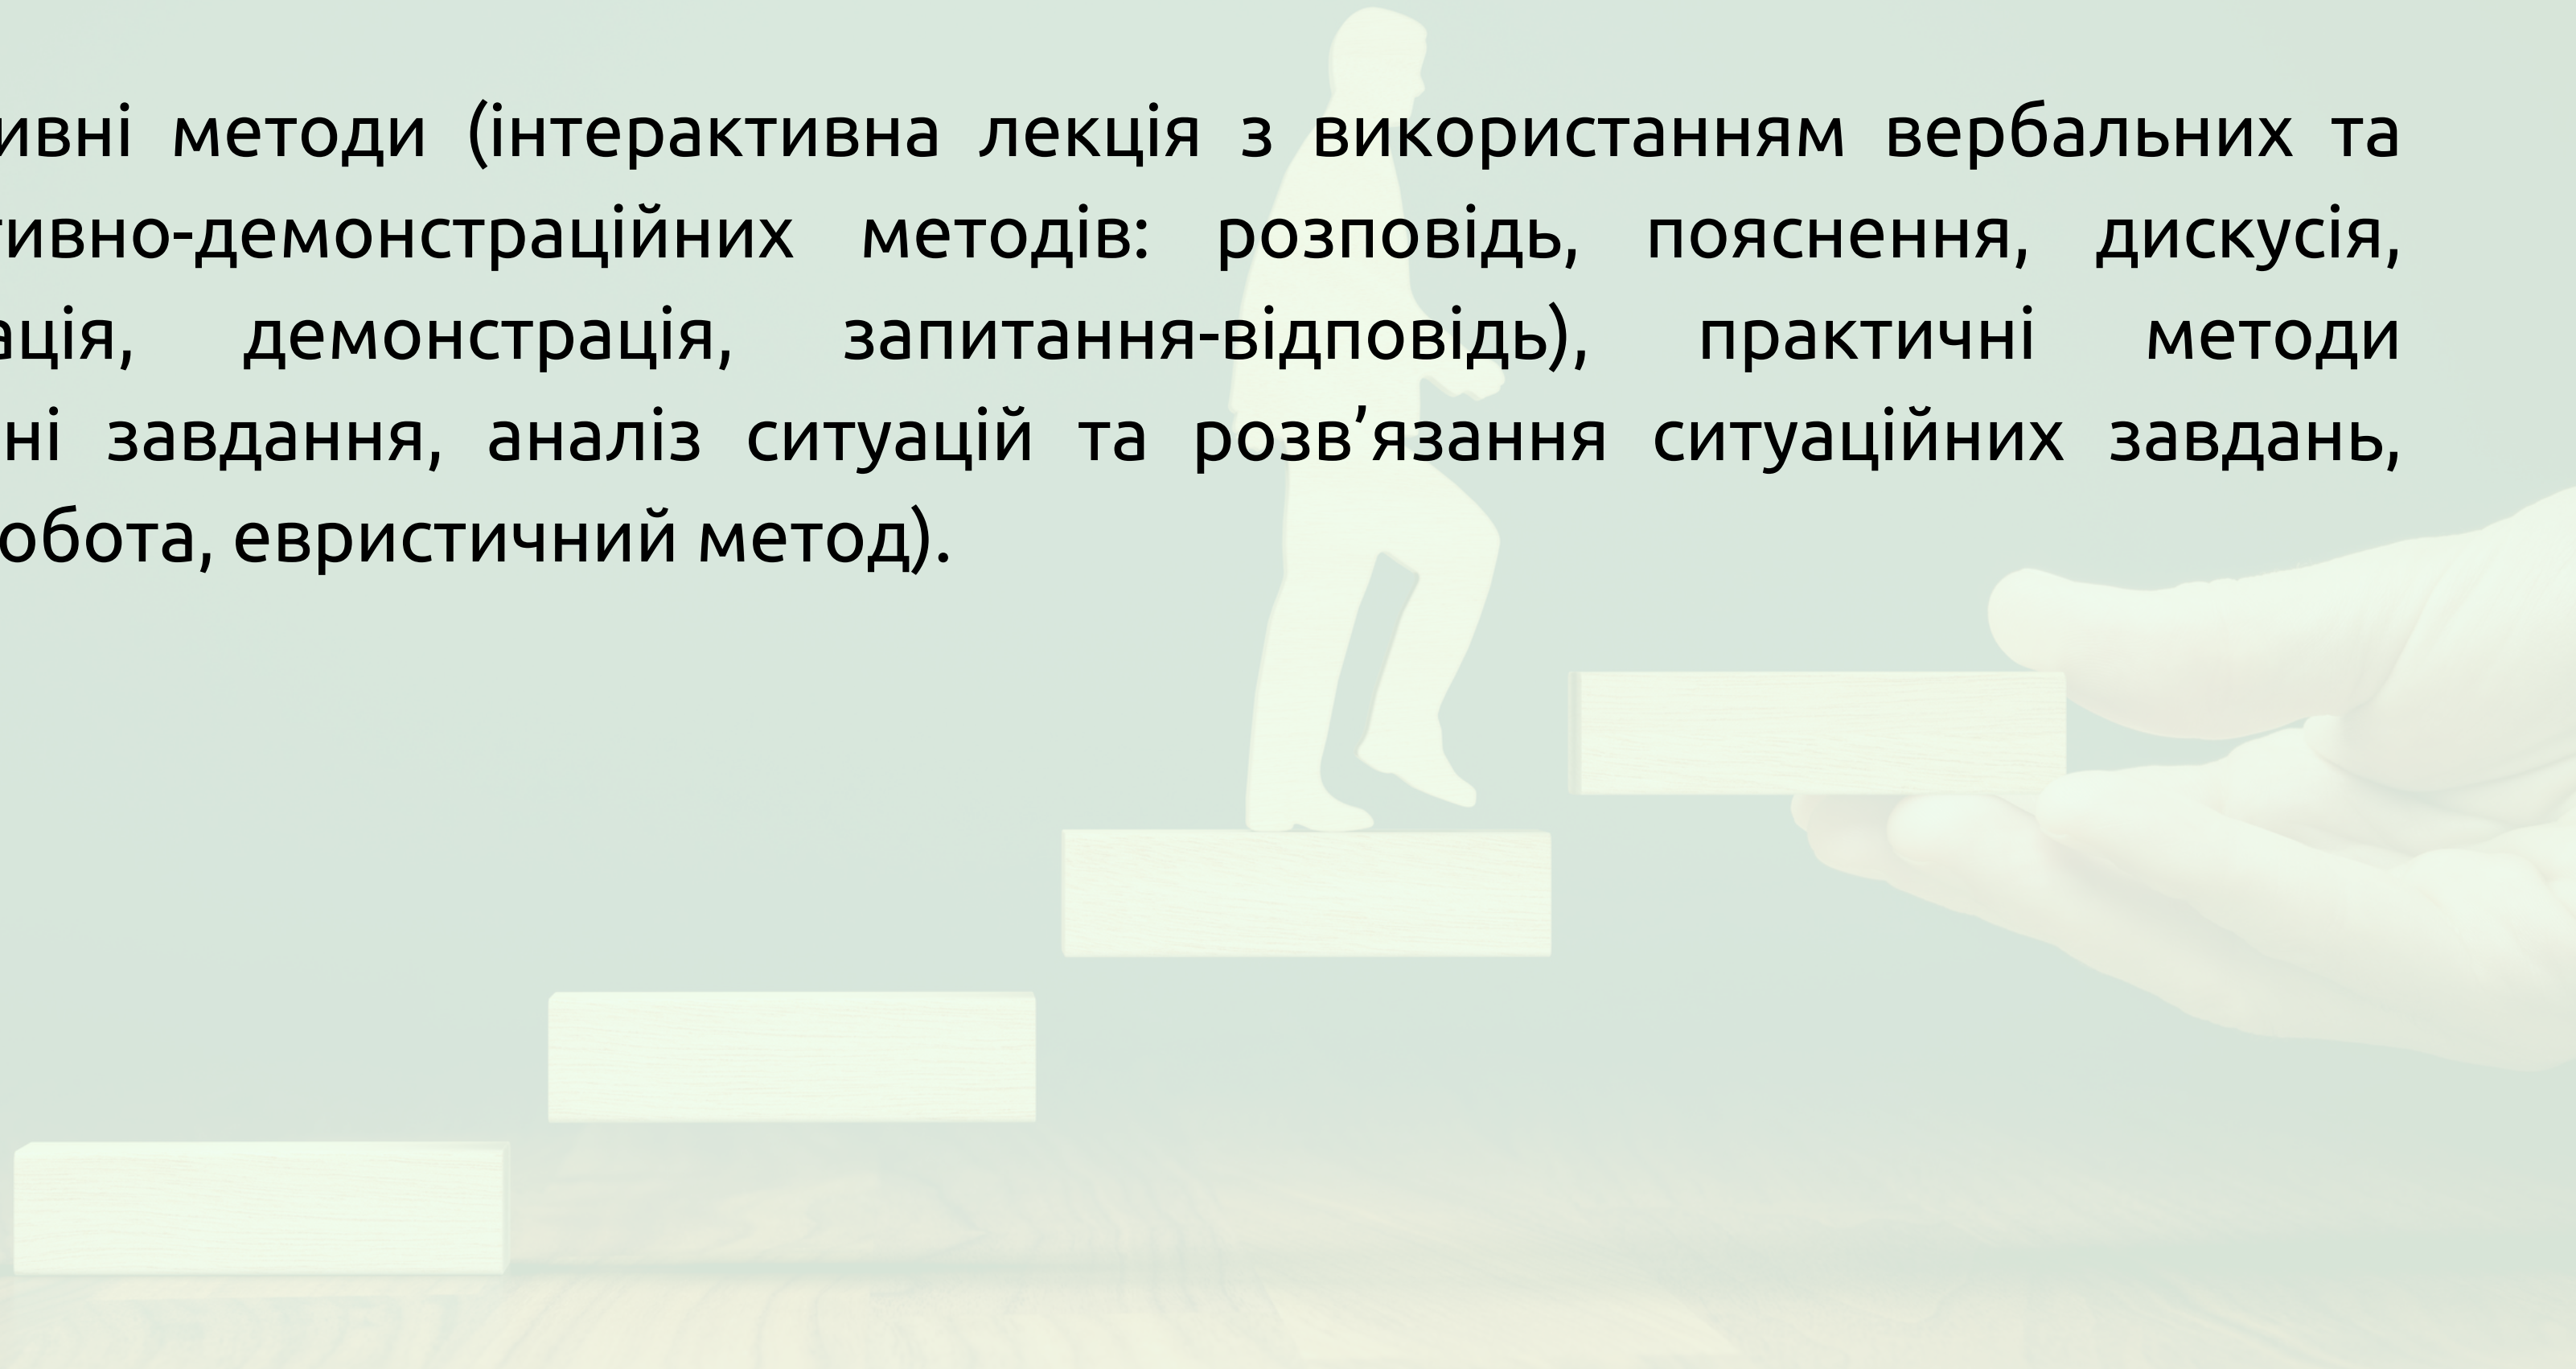 ивні методи (інтерактивна лекція з використанням вербальних та
тивно-демонстраційних методів: розповідь, пояснення, дискусія,
ація, демонстрація, запитання-відповідь), практичні методи
ні завдання, аналіз ситуацій та розв’язання ситуаційних завдань,
обота, евристичний метод).